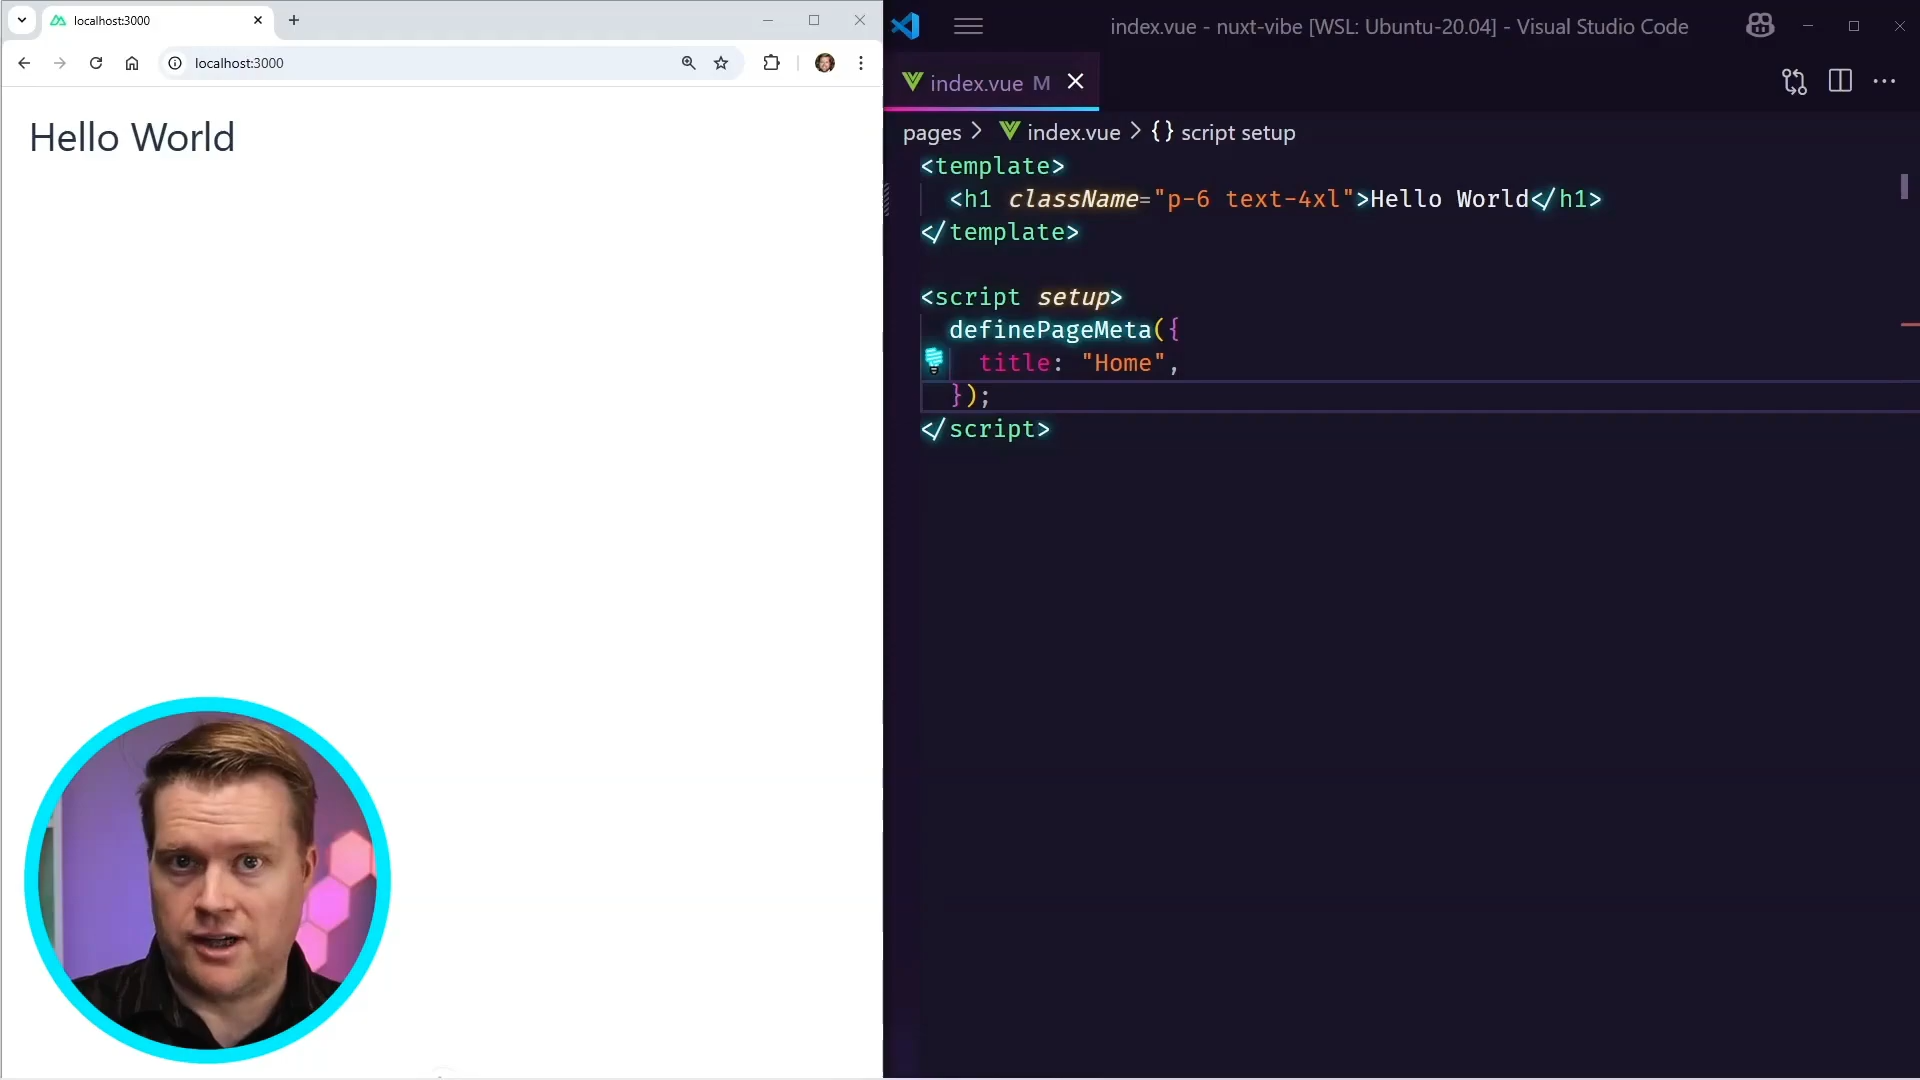 localhost:3000
localhost:3000
Hello World
index.vue - nuxt-vibe [WSL: Ubuntu-20.04] - Visual Studio Code
index.vue M
pages > index.vue > {} script setup
<template>
<h1 className="p-6 text-4xl">Hello World</h1>
</template>
<script setup>
definePageMeta({
title: "Home",
});
</script>